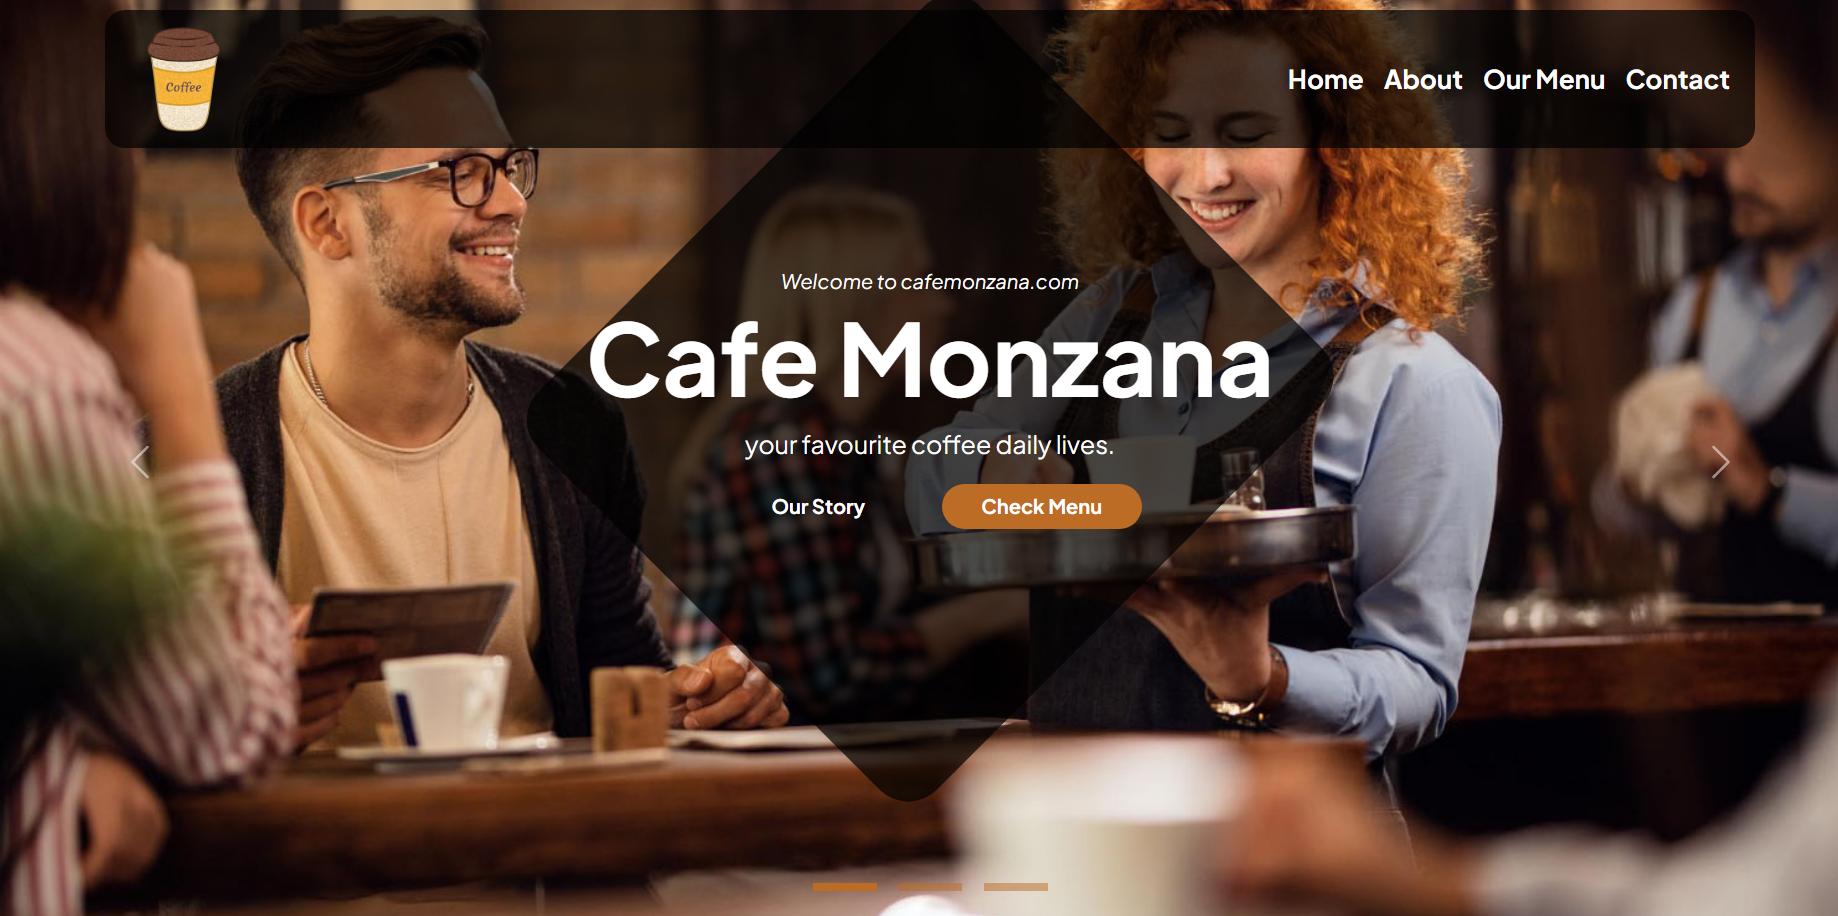 Coffee
Home About Our Menu Contact
Welcome to cafemonzana.com
Cafe Monzana
your favourite coffee daily lives.
Our Story Check Menu